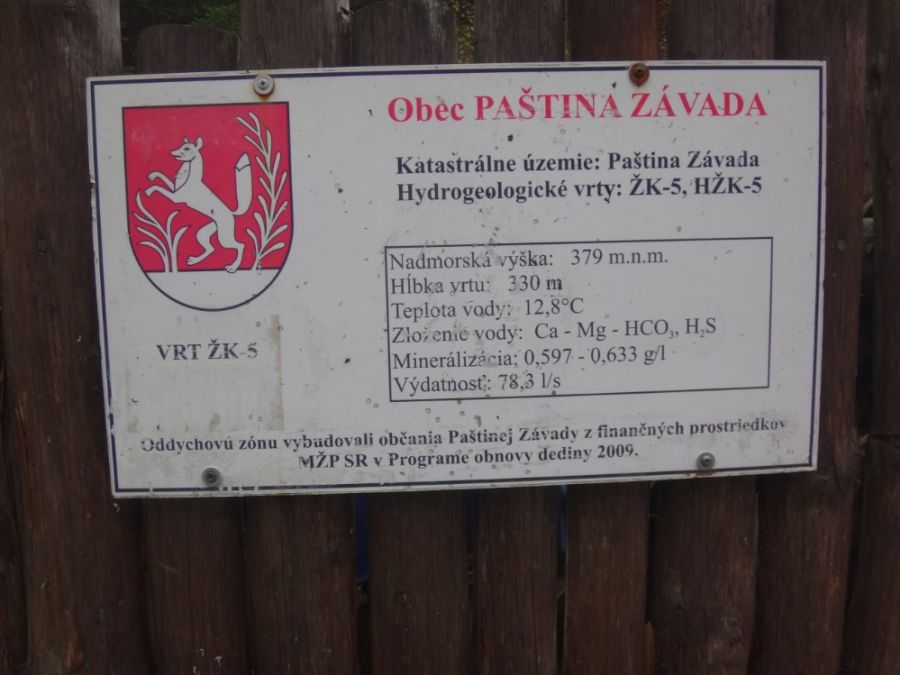 Obec PAŠTINA ZÁVADA
Katastrálne územie: Paština Závada
Hydrogeologické vrty: ŽK-5, HŽK-5
Nadmorská výška: 379 m.n.m.
Hĺbka vrtu: 330 m
Teplota vody: 12,8°C
Zloženie vody: Ca - Mg - HCO₃, H₂S
Minerálizácia: 0,597 - 0,633 g/l
Výdatnosť: 78,3 l/s
VRT ŽK-5
Oddychovú zónu vybudovali občania Paštinej Závady z finančných prostriedkov
MŽP SR v Programe obnovy dediny 2009.